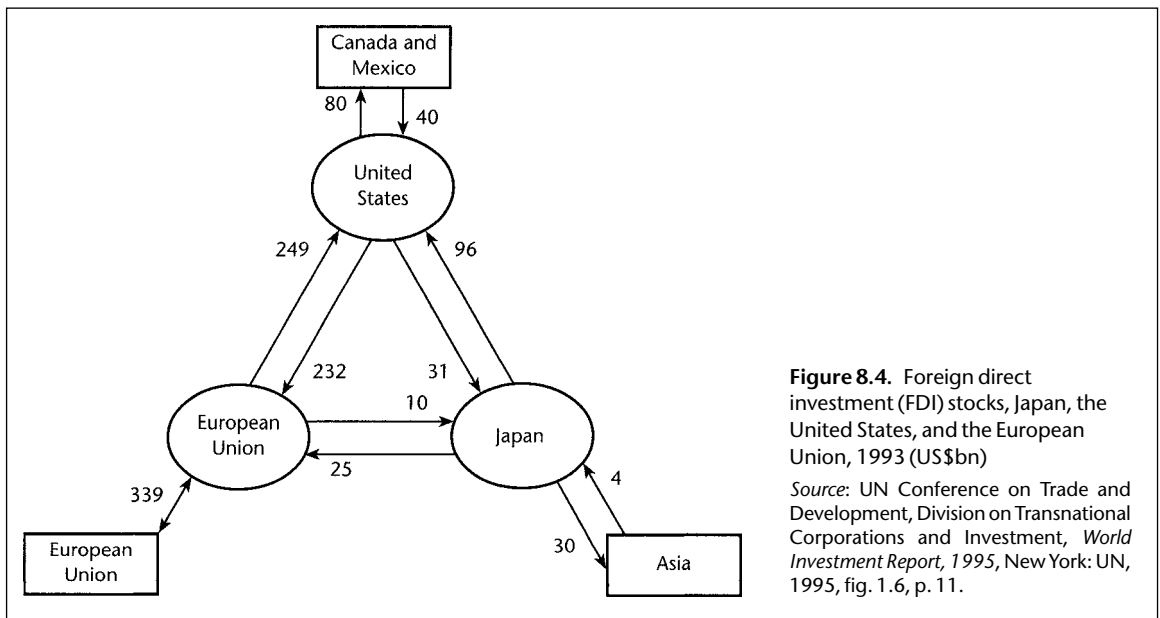 Canada and
Mexico
80
40
United
States
249
96
232
31
10
European
Union
Japan
25
339
4
30
European
Union
Asia
Figure 8.4. Foreign direct
investment (FDI) stocks, Japan, the
United States, and the European
Union, 1993 (US$bn)
Source: UN Conference on Trade and
Development, Division on Transnational
Corporations and Investment, World
Investment Report, 1995, New York: UN,
1995, fig. 1.6, p. 11.